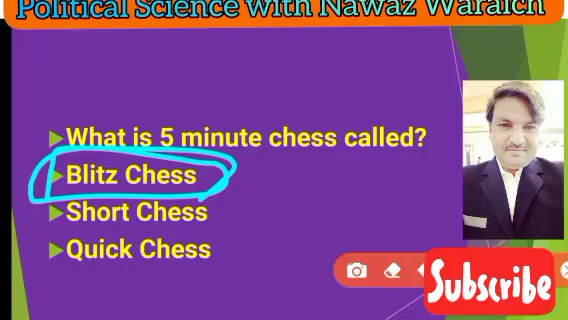 Political Science with Nawaz Waraich
What is 5 minute chess called?
Blitz Chess
Short Chess
Quick Chess
Subscribe